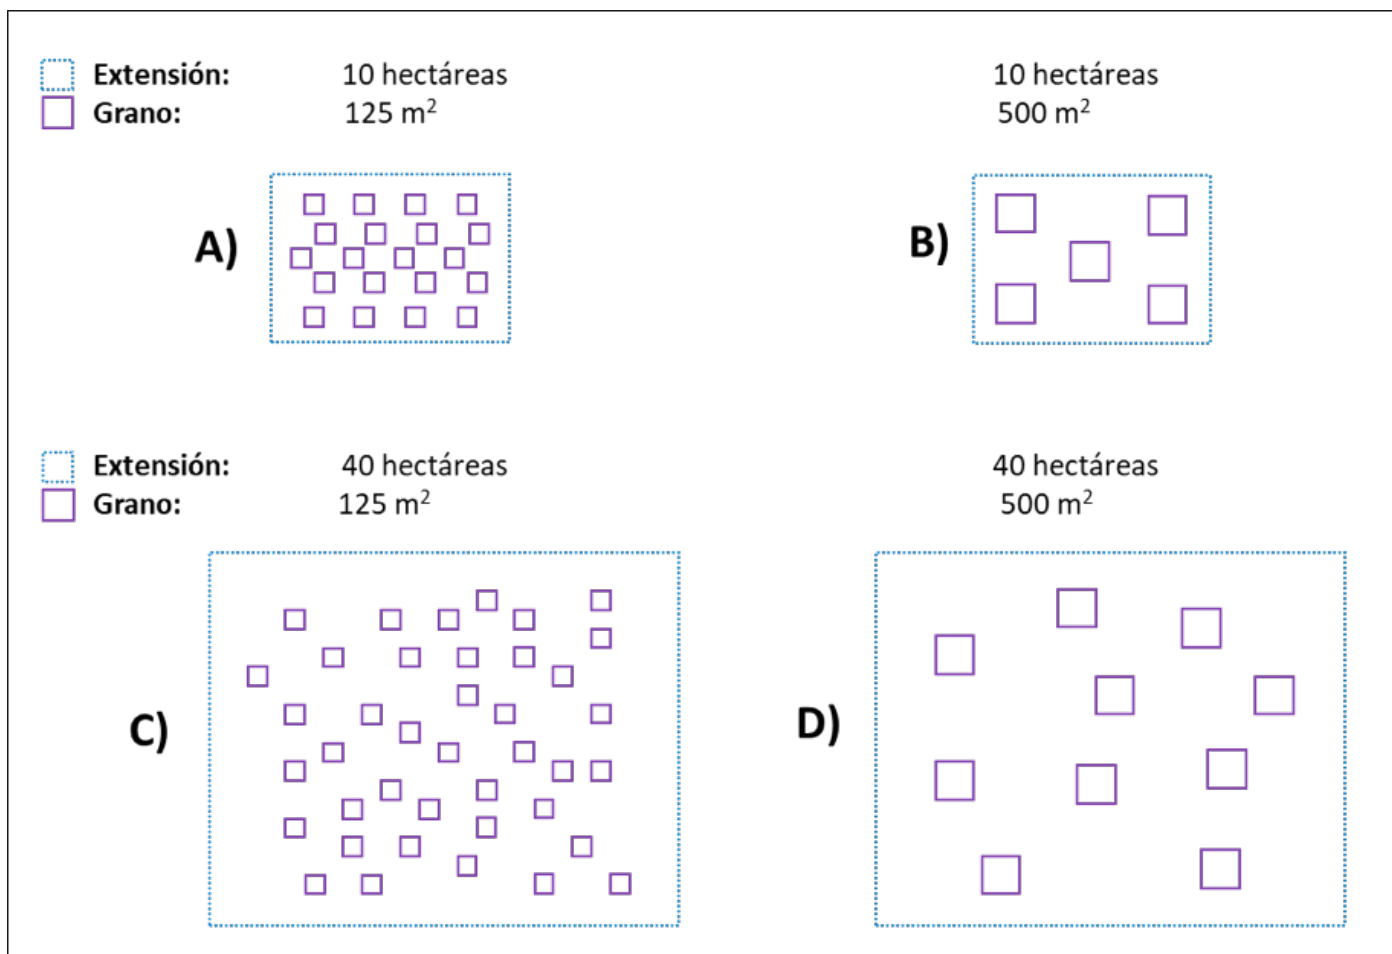 Extensión: 10 hectáreas 10 hectáreas
Grano: 125 m² 500 m²
A) B)
Extensión: 40 hectáreas 40 hectáreas
Grano: 125 m² 500 m²
C) D)